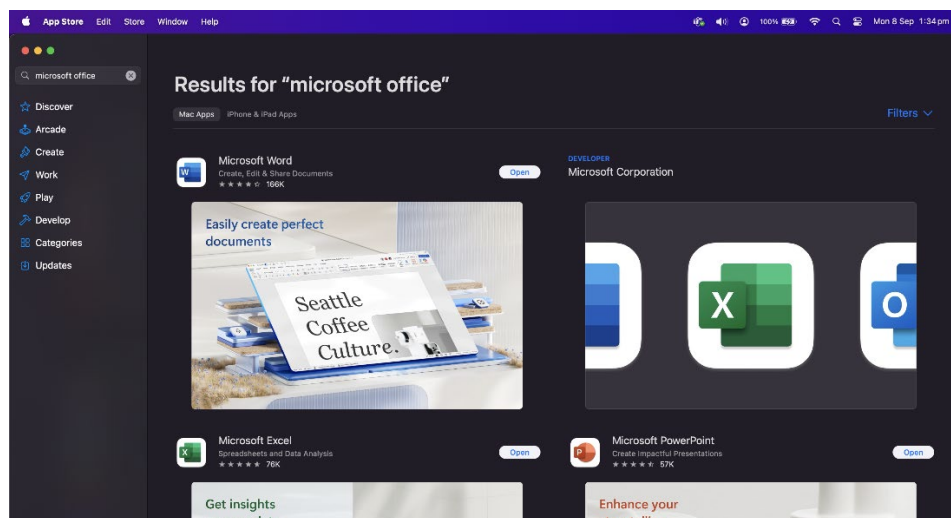 App Store Edit Store Window Help 100% Mon 8 Sep 1:34 pm
microsoft office
Discover
Arcade
Create
Work
Play
Develop
Categories
Updates
Results for “microsoft office”
Mac Apps iPhone & iPad Apps
Filters
Microsoft Word
Create, Edit & Share Documents
166K
Open
Easily create perfect
documents
Seattle
Coffee
Culture.
DEVELOPER
Microsoft Corporation
X
O
Microsoft Excel
Spreadsheets and Data Analysis
76K
Open
Get insights
Microsoft PowerPoint
Create Impactful Presentations
57K
Open
Enhance your